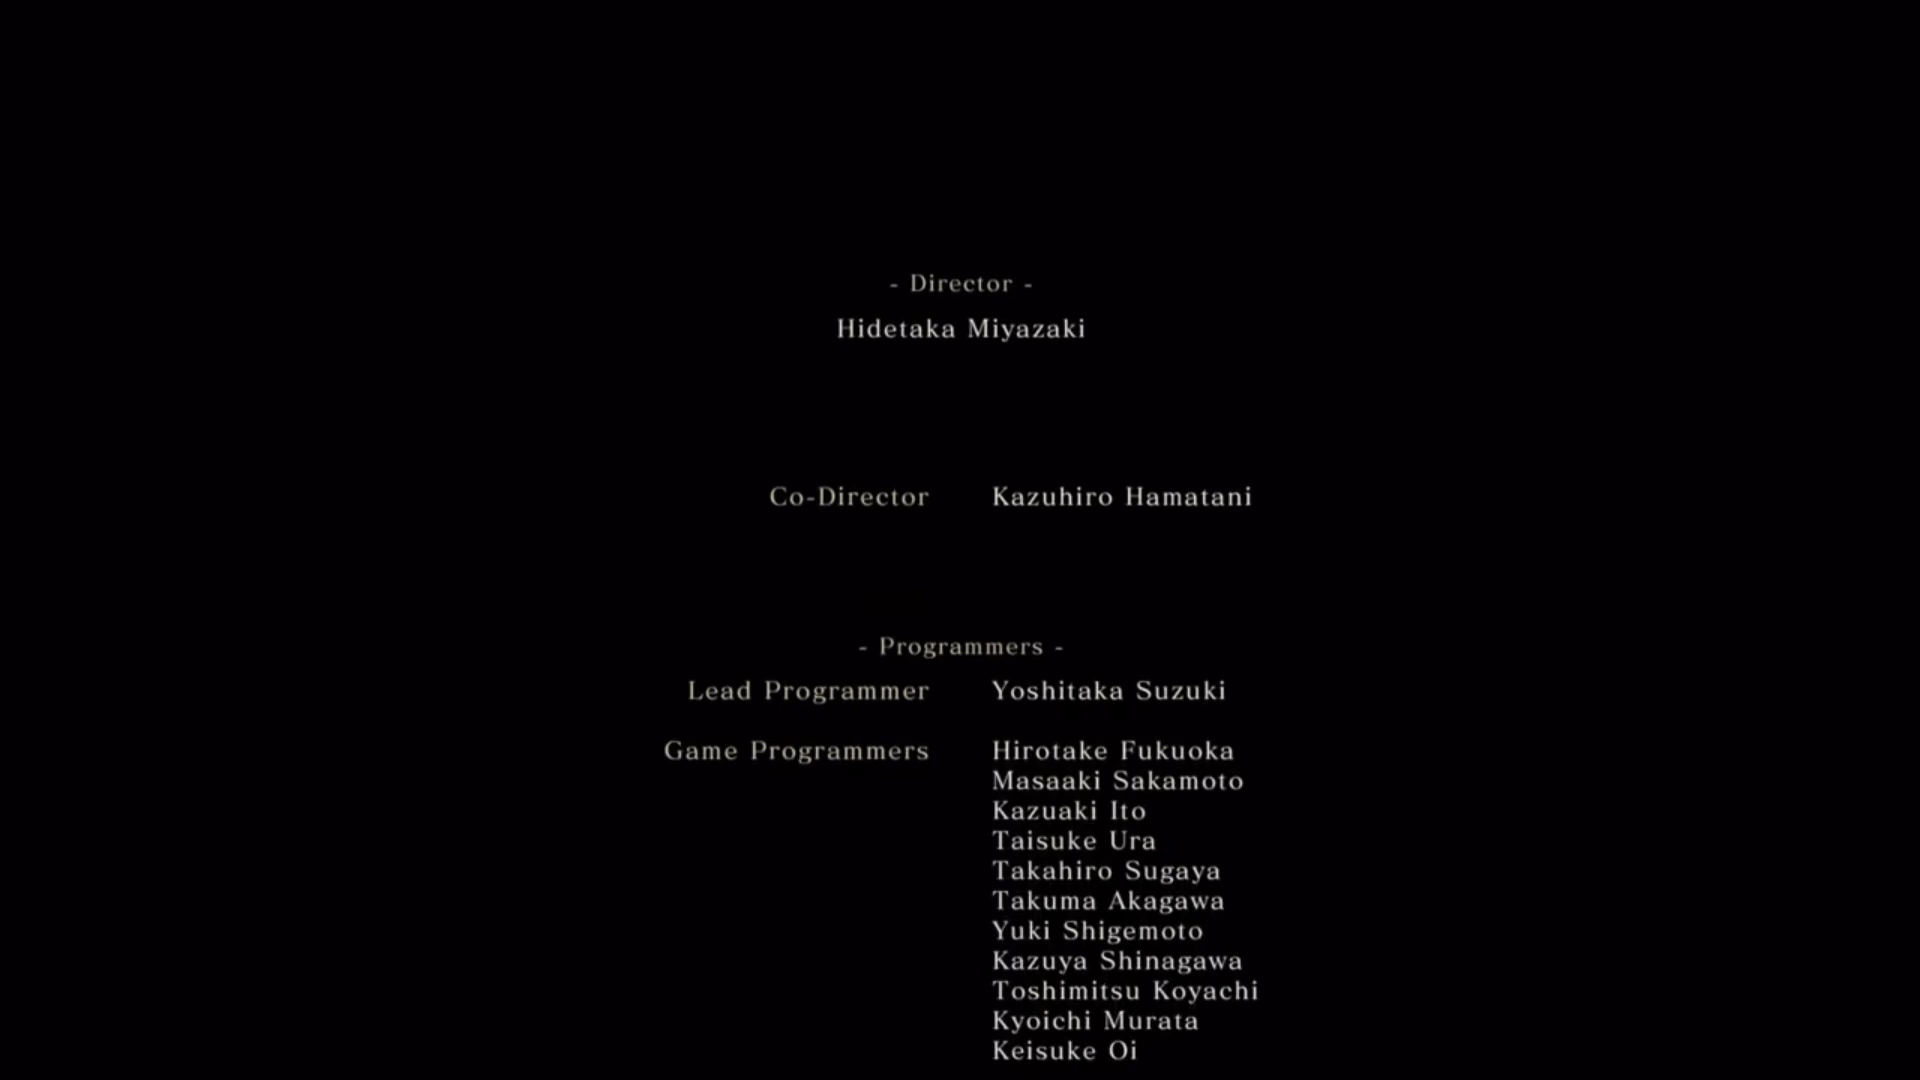 - Director -
Hidetaka Miyazaki
Co-Director Kazuhiro Hamatani
- Programmers -
Lead Programmer Yoshitaka Suzuki
Game Programmers Hirotake Fukuoka
Masaaki Sakamoto
Kazuaki Ito
Taisuke Ura
Takahiro Sugaya
Takuma Akagawa
Yuki Shigemoto
Kazuya Shinagawa
Toshimitsu Koyachi
Kyoichi Murata
Keisuke Oi